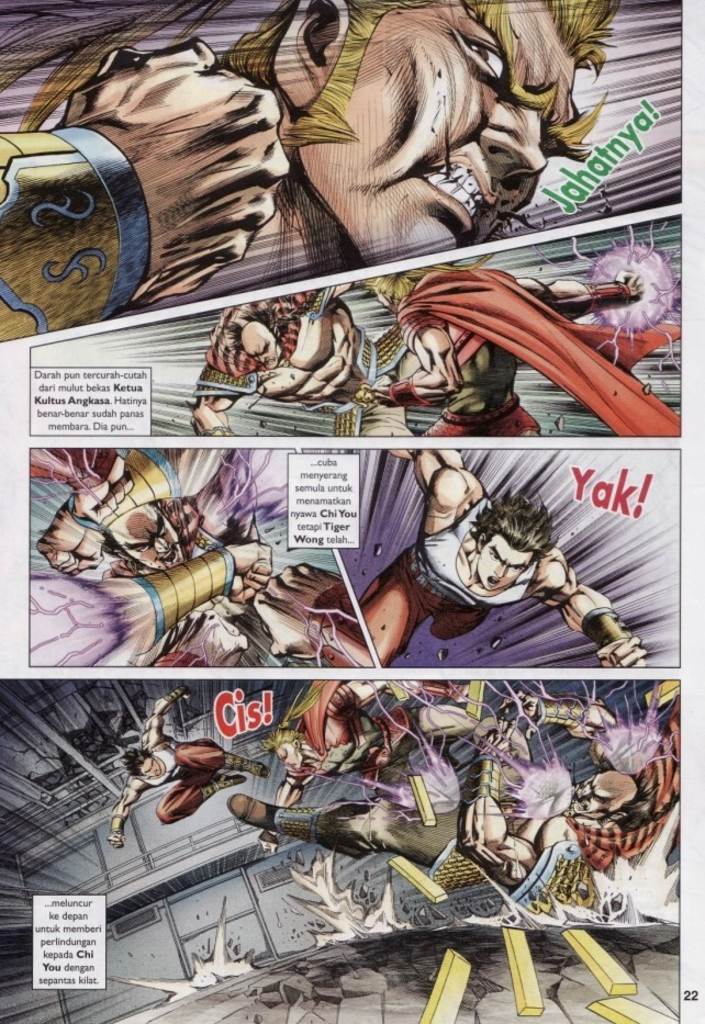 Jahatnya!
Darah pun tercurah-cutah
dari mulut bekas Ketua
Kultus Angkasa. Hatinya
benar-benar sudah panas
membara. Dia pun...
...cuba
menyerang
semula untuk
menamatkan
nyawa Chi You
tetapi Tiger
Wong telah...
Yak!
Cis!
...meluncur
ke depan
untuk memberi
perlindungan
kepada Chi
You dengan
sepantas kilat.
22